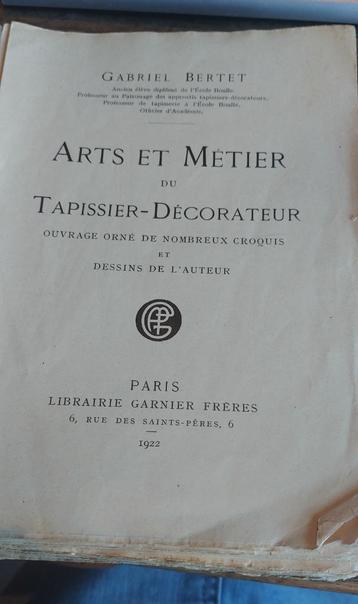 GABRIEL BERTET
Ancien élève diplômé de l'École Boulle.
Professeur au Patronage des apprentis tapissiers-décorateurs.
Professeur de tapisserie à l'École Boulle,
Officier d'Académie.
ARTS ET MÉTIER
DU
TAPISSIER-DÉCORATEUR
OUVRAGE ORNÉ DE NOMBREUX CROQUIS
ET
DESSINS DE L'AUTEUR
PARIS
LIBRAIRIE GARNIER FRÈRES
6, RUE DES SAINTS-PÈRES, 6
1922